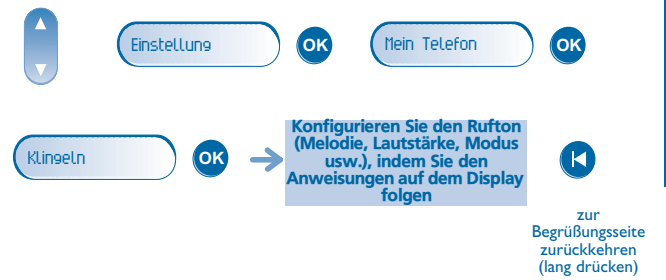 Einstellung OK Mein Telefon OK
Klingeln OK
Konfigurieren Sie den Rufton
(Melodie, Lautstärke, Modus
usw.), indem Sie den
Anweisungen auf dem Display
folgen
zur
Begrüßungsseite
zurückkehren
(lang drücken)